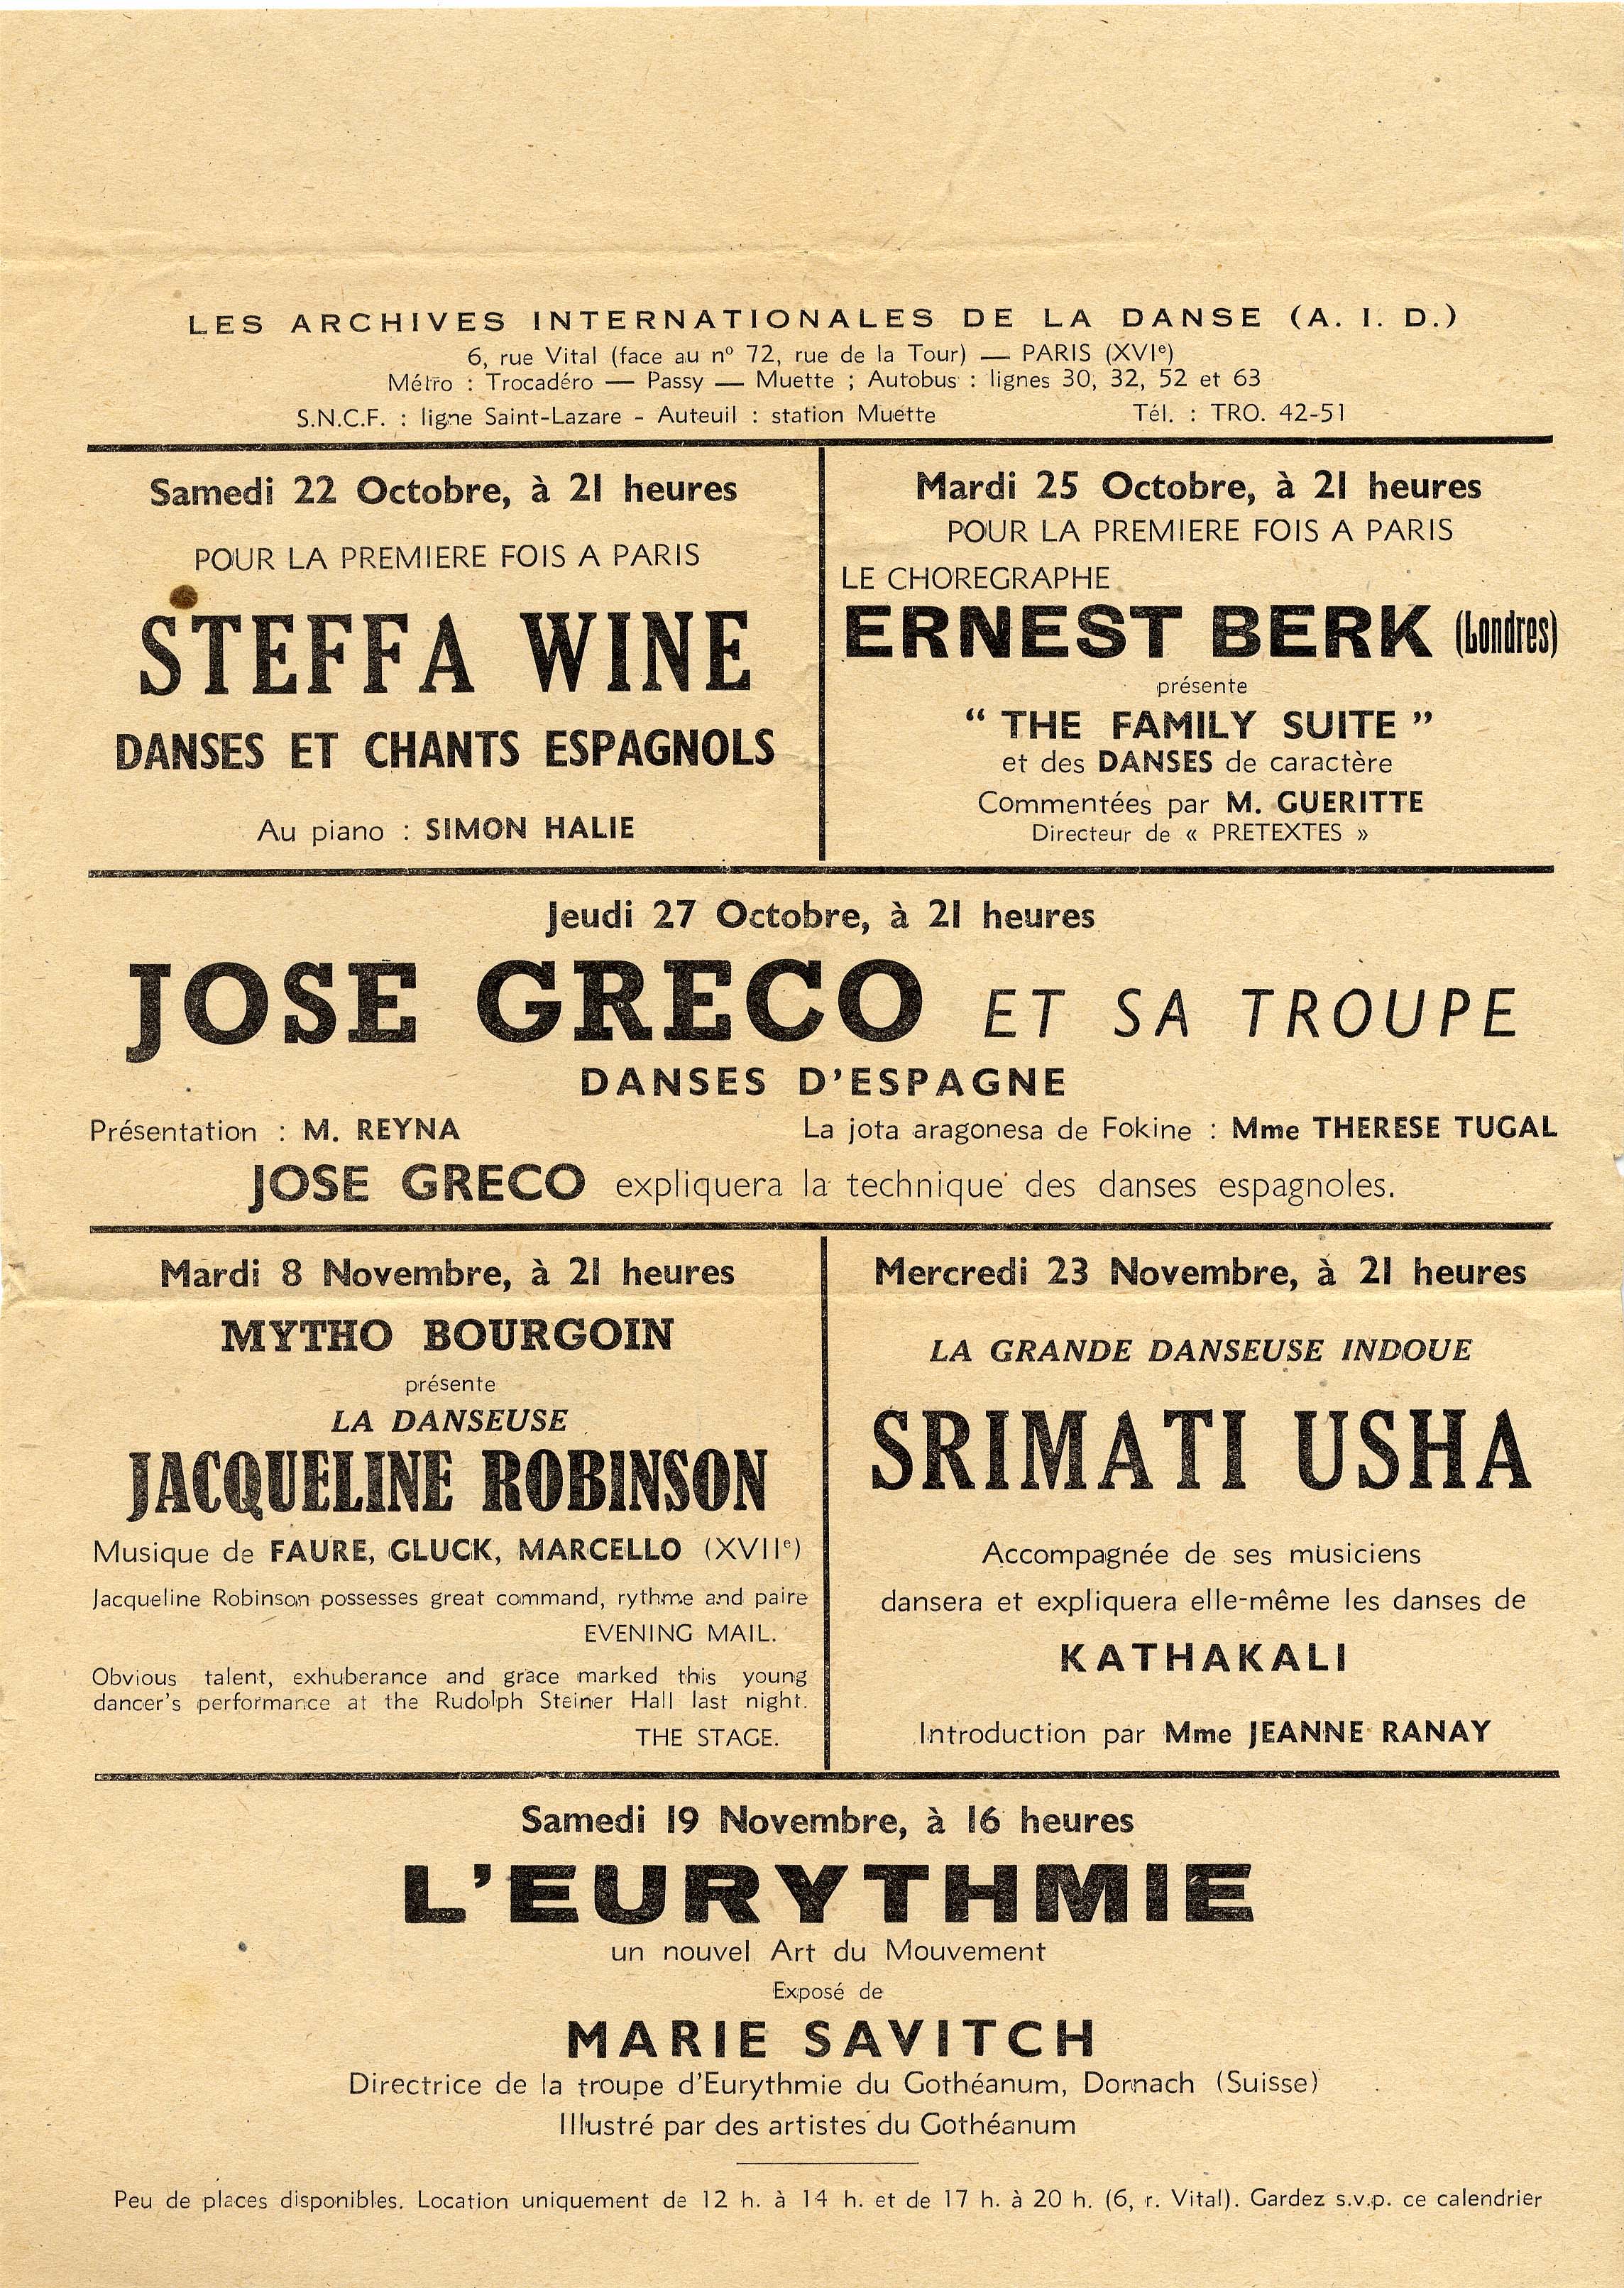 LES ARCHIVES INTERNATIONALES DE LA DANSE (A. I. D.)
6, rue Vital (face au nº 72, rue de la Tour) — PARIS (XVIᵉ)
Métro : Trocadéro — Passy — Muette ; Autobus : lignes 30, 32, 52 et 63
S.N.C.F. : ligne Saint-Lazare - Auteuil : station Muette Tél. : TRO. 42-51
Samedi 22 Octobre, à 21 heures
POUR LA PREMIERE FOIS A PARIS
STEFFA WINE
DANSES ET CHANTS ESPAGNOLS
Au piano : SIMON HALIE
Mardi 25 Octobre, à 21 heures
POUR LA PREMIERE FOIS A PARIS
LE CHOREGRAPHE
ERNEST BERK (Londres)
présente
“ THE FAMILY SUITE ”
et des DANSES de caractère
Commentées par M. GUERITTE
Directeur de « PRETEXTES »
Jeudi 27 Octobre, à 21 heures
JOSE GRECO ET SA TROUPE
DANSES D'ESPAGNE
Présentation : M. REYNA La jota aragonesa de Fokine : Mme THERESE TUGAL
JOSE GRECO expliquera la technique des danses espagnoles.
Mardi 8 Novembre, à 21 heures
MYTHO BOURGOIN
présente
LA DANSEUSE
JACQUELINE ROBINSON
Musique de FAURE, GLUCK, MARCELLO (XVIIᵉ)
Jacqueline Robinson possesses great command, rythme and paire
EVENING MAIL.
Obvious talent, exhuberance and grace marked this young
dancer's performance at the Rudolph Steiner Hall last night.
THE STAGE.
Mercredi 23 Novembre, à 21 heures
LA GRANDE DANSEUSE INDOUE
SRIMATI USHA
Accompagnée de ses musiciens
dansera et expliquera elle-même les danses de
KATHAKALI
Introduction par Mme JEANNE RANAY
Samedi 19 Novembre, à 16 heures
L'EURYTHMIE
un nouvel Art du Mouvement
Exposé de
MARIE SAVITCH
Directrice de la troupe d'Eurythmie du Gothéanum, Dornach (Suisse)
Illustré par des artistes du Gothéanum
Peu de places disponibles. Location uniquement de 12 h. à 14 h. et de 17 h. à 20 h. (6, r. Vital). Gardez s.v.p. ce calendrier